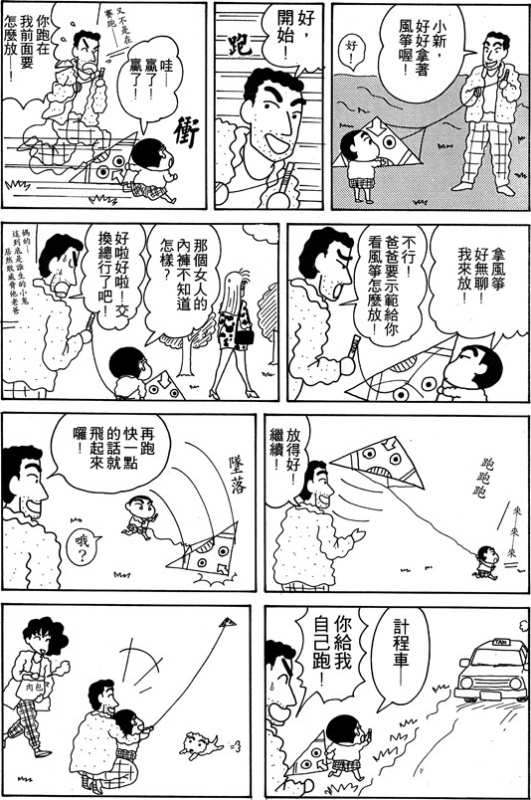 小新，
好好拿著
風箏喔！
好！
好，
開始！
跑
又不是在
賽跑——
你跑在
我前面要
怎麼放——！
哇——
贏了！
贏了！
衝
拿風箏
好無聊！
我來放！
不行！
爸爸要示範給你
看風箏怎麼放！
那個女人的
內褲不知道
怎樣？
好啦好啦！交
換總行了吧！
媽的——
這到底是誰生的小鬼
居然敢威脅他老爸
跑跑跑
來—來—來
放得好！
繼續！
墜落
再跑
快一點
的話就
飛起來
囉！
哦？
計程車——
TAXI
你給我
自己跑！
肉包